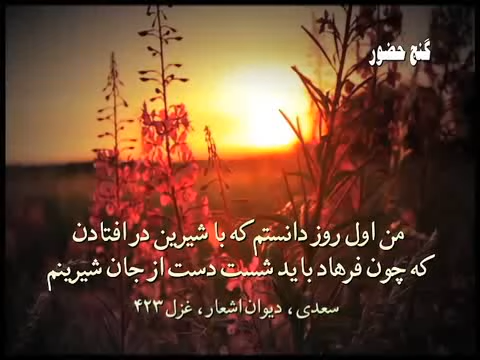 گنج حضور
من اول روز دانستم که با شیرین در افتادن
که چون فرهاد باید شست دست از جان شیرینم
سعدی ، دیوان اشعار ، غزل ۴۲۳